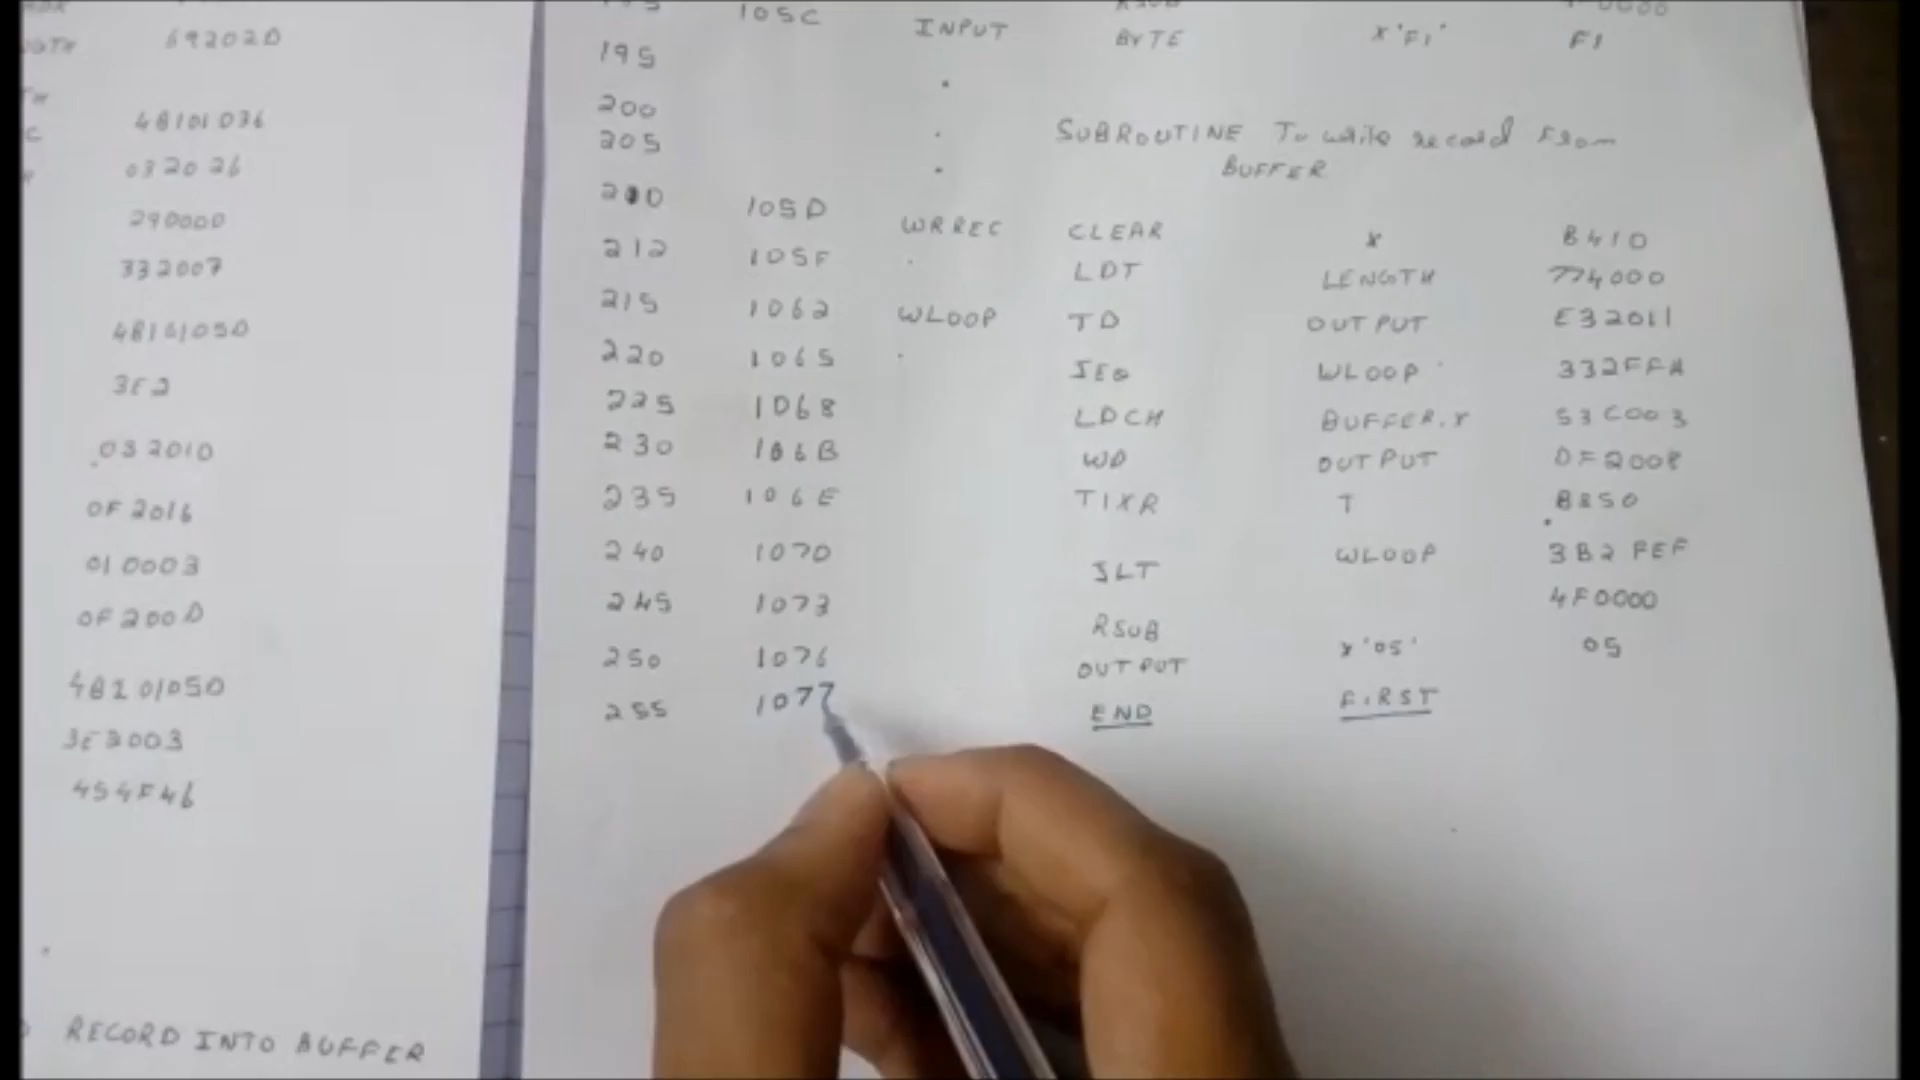 69202D
48101036
032026
290000
332007
4816105D
3E2
032010
0F2016
010003
0F200D
48101050
3E2003
454F46
RECORD INTO BUFFER
105C INPUT BYTE X'F1' F1
195 .
200 .
205 . SUBROUTINE To write record From
BUFFER
105D WRREC CLEAR X B410
212 105F . LDT LENGTH 774000
215 1062 WLOOP TD OUTPUT E32011
220 1065 . JEQ WLOOP 332FFA
225 1068 LDCH BUFFER,X 53C003
230 106B WD OUTPUT DF2008
235 106E TIXR T B850
240 1070 JLT WLOOP 3B2FEF
245 1073 RSUB 4F0000
250 1076 OUTPUT X'05' 05
255 1077 END FIRST